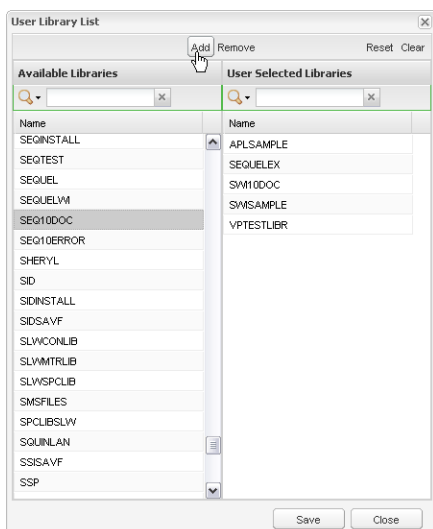 User Library List
Add Remove Reset Clear
Available Libraries
User Selected Libraries
Name
SEQINSTALL
SEQTEST
SEQUEL
SEQUELWI
SEQ10DOC
SEQ10ERROR
SHERYL
SID
SIDINSTALL
SIDSAVF
SLWCONLIB
SLWMTRLIB
SLWSPCLIB
SMSFILES
SPCLIBSLW
SQUINLAN
SSISAVF
SSP
Name
APLSAMPLE
SEQUELEX
SWI10DOC
SWISAMPLE
VPTESTLIBR
Save Close